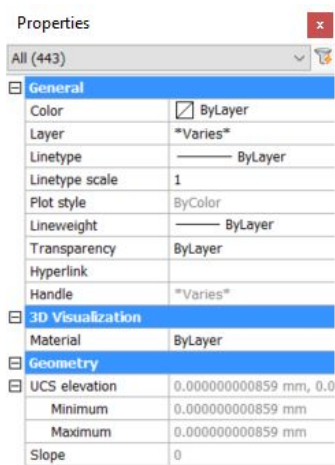 Properties
x
All (443)
General
Color ByLayer
Layer *Varies*
Linetype ByLayer
Linetype scale 1
Plot style ByColor
Lineweight ByLayer
Transparency ByLayer
Hyperlink
Handle *Varies*
3D Visualization
Material ByLayer
Geometry
UCS elevation 0.000000000859 mm, 0.0
Minimum 0.000000000859 mm
Maximum 0.000000000859 mm
Slope 0